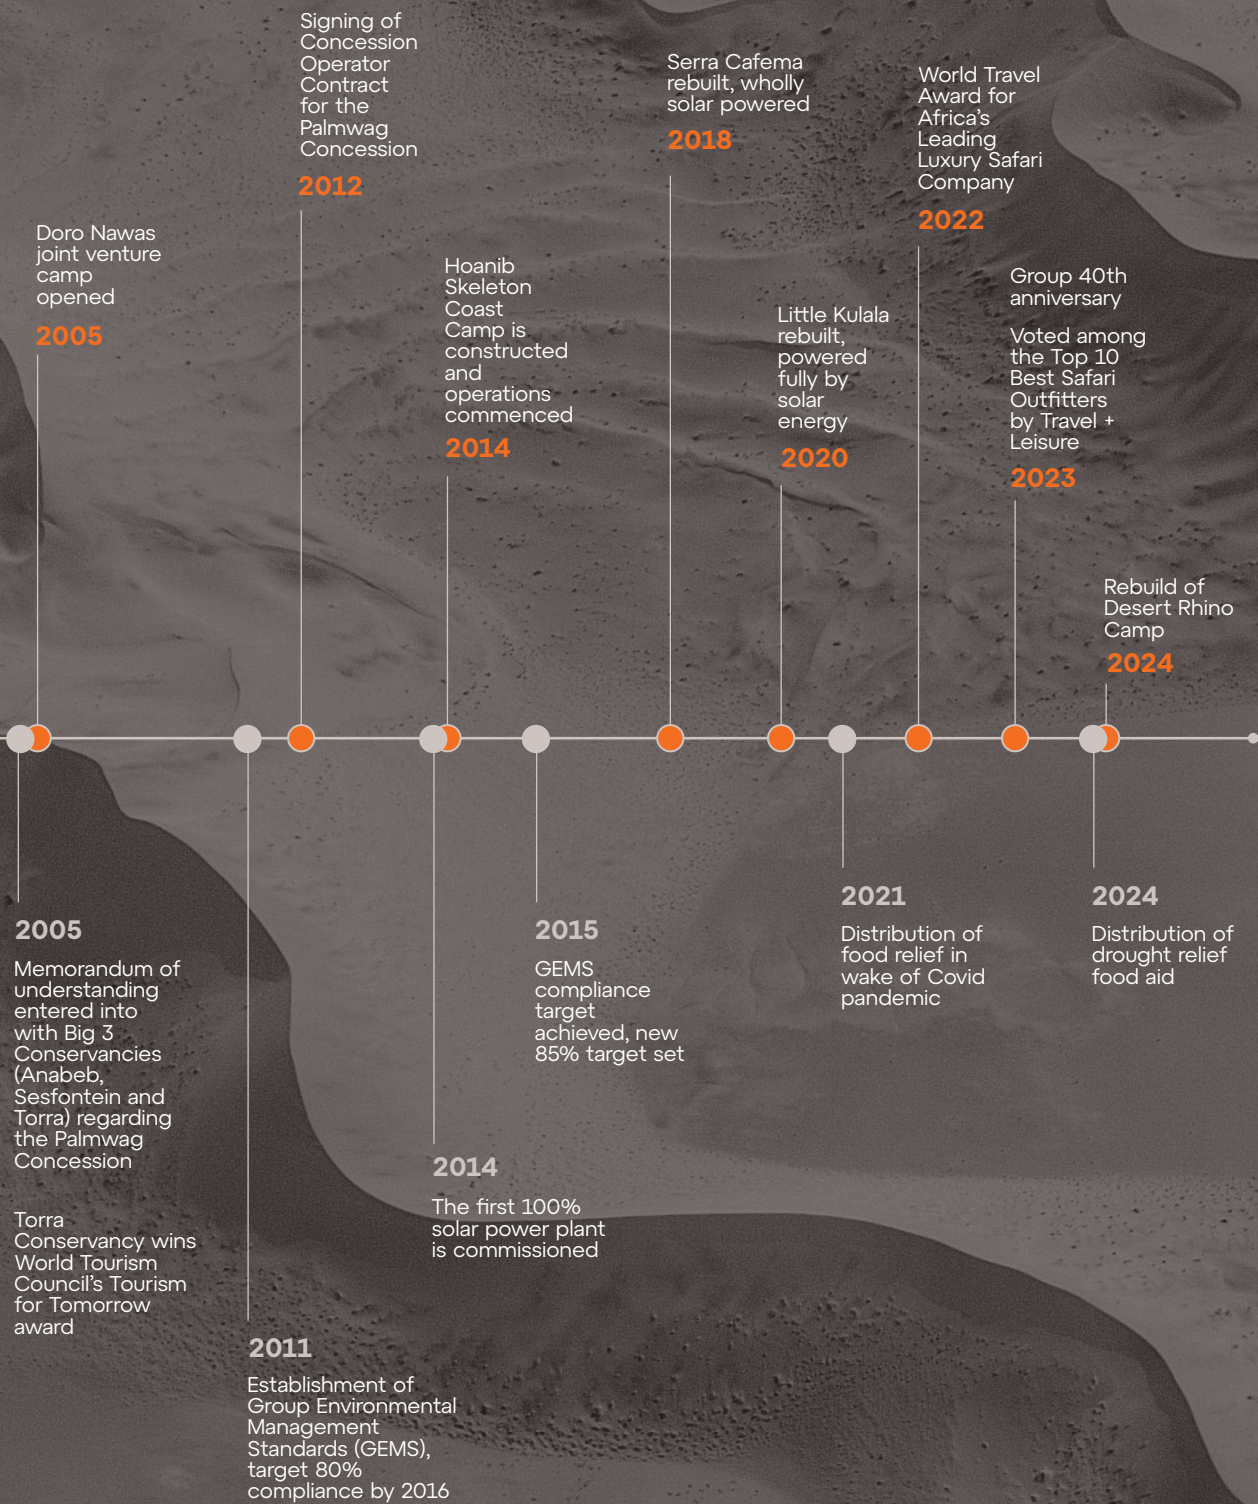 Signing of
Concession
Operator
Contract
for the
Palmwag
Concession
2012
Serra Cafema
rebuilt, wholly
solar powered
2018
World Travel
Award for
Africa's
Leading
Luxury Safari
Company
2022
Doro Nawas
joint venture
camp
opened
2005
Hoanib
Skeleton
Coast
Camp is
constructed
and
operations
commenced
2014
Little Kulala
rebuilt,
powered
fully by
solar
energy
2020
Group 40th
anniversary
Voted among
the Top 10
Best Safari
Outfitters
by Travel +
Leisure
2023
Rebuild of
Desert Rhino
Camp
2024
2005
Memorandum of
understanding
entered into
with Big 3
Conservancies
(Anabeb,
Sesfontein and
Torra) regarding
the Palmwag
Concession
Torra
Conservancy wins
World Tourism
Council's Tourism
for Tomorrow
award
2011
Establishment of
Group Environmental
Management
Standards (GEMS),
target 80%
compliance by 2016
2014
The first 100%
solar power plant
is commissioned
2015
GEMS
compliance
target
achieved, new
85% target set
2021
Distribution of
food relief in
wake of Covid
pandemic
2024
Distribution of
drought relief
food aid